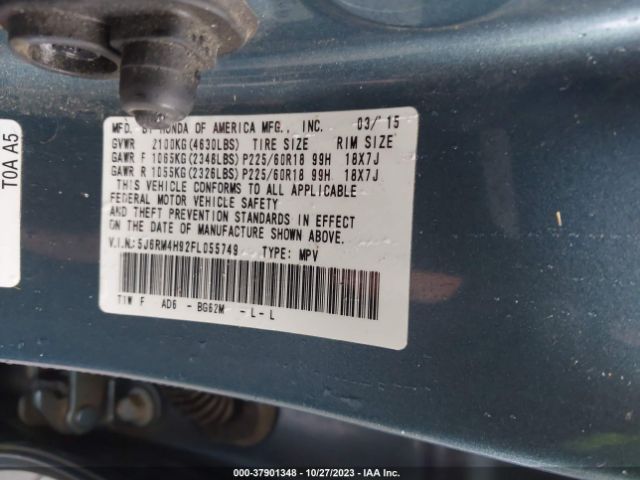 MFD. BY HONDA OF AMERICA MFG., INC. 03/15
GVWR 2100KG(4630LBS) TIRE SIZE RIM SIZE
GAWR F 1065KG(2348LBS) P225/60R18 99H 18X7J
GAWR R 1055KG(2326LBS) P225/60R18 99H 18X7J
THIS VEHICLE CONFORMS TO ALL APPLICABLE
FEDERAL MOTOR VEHICLE SAFETY
AND THEFT PREVENTION STANDARDS IN EFFECT
ON THE DATE OF MANUFACTURE SHOWN ABOVE.
V.I.N.:5J6RM4H92FL055749 TYPE: MPV
TIW F AD6 - BG62M - L - L
T0A A5
000-37901348 | 10/27/2023 | IAA Inc.